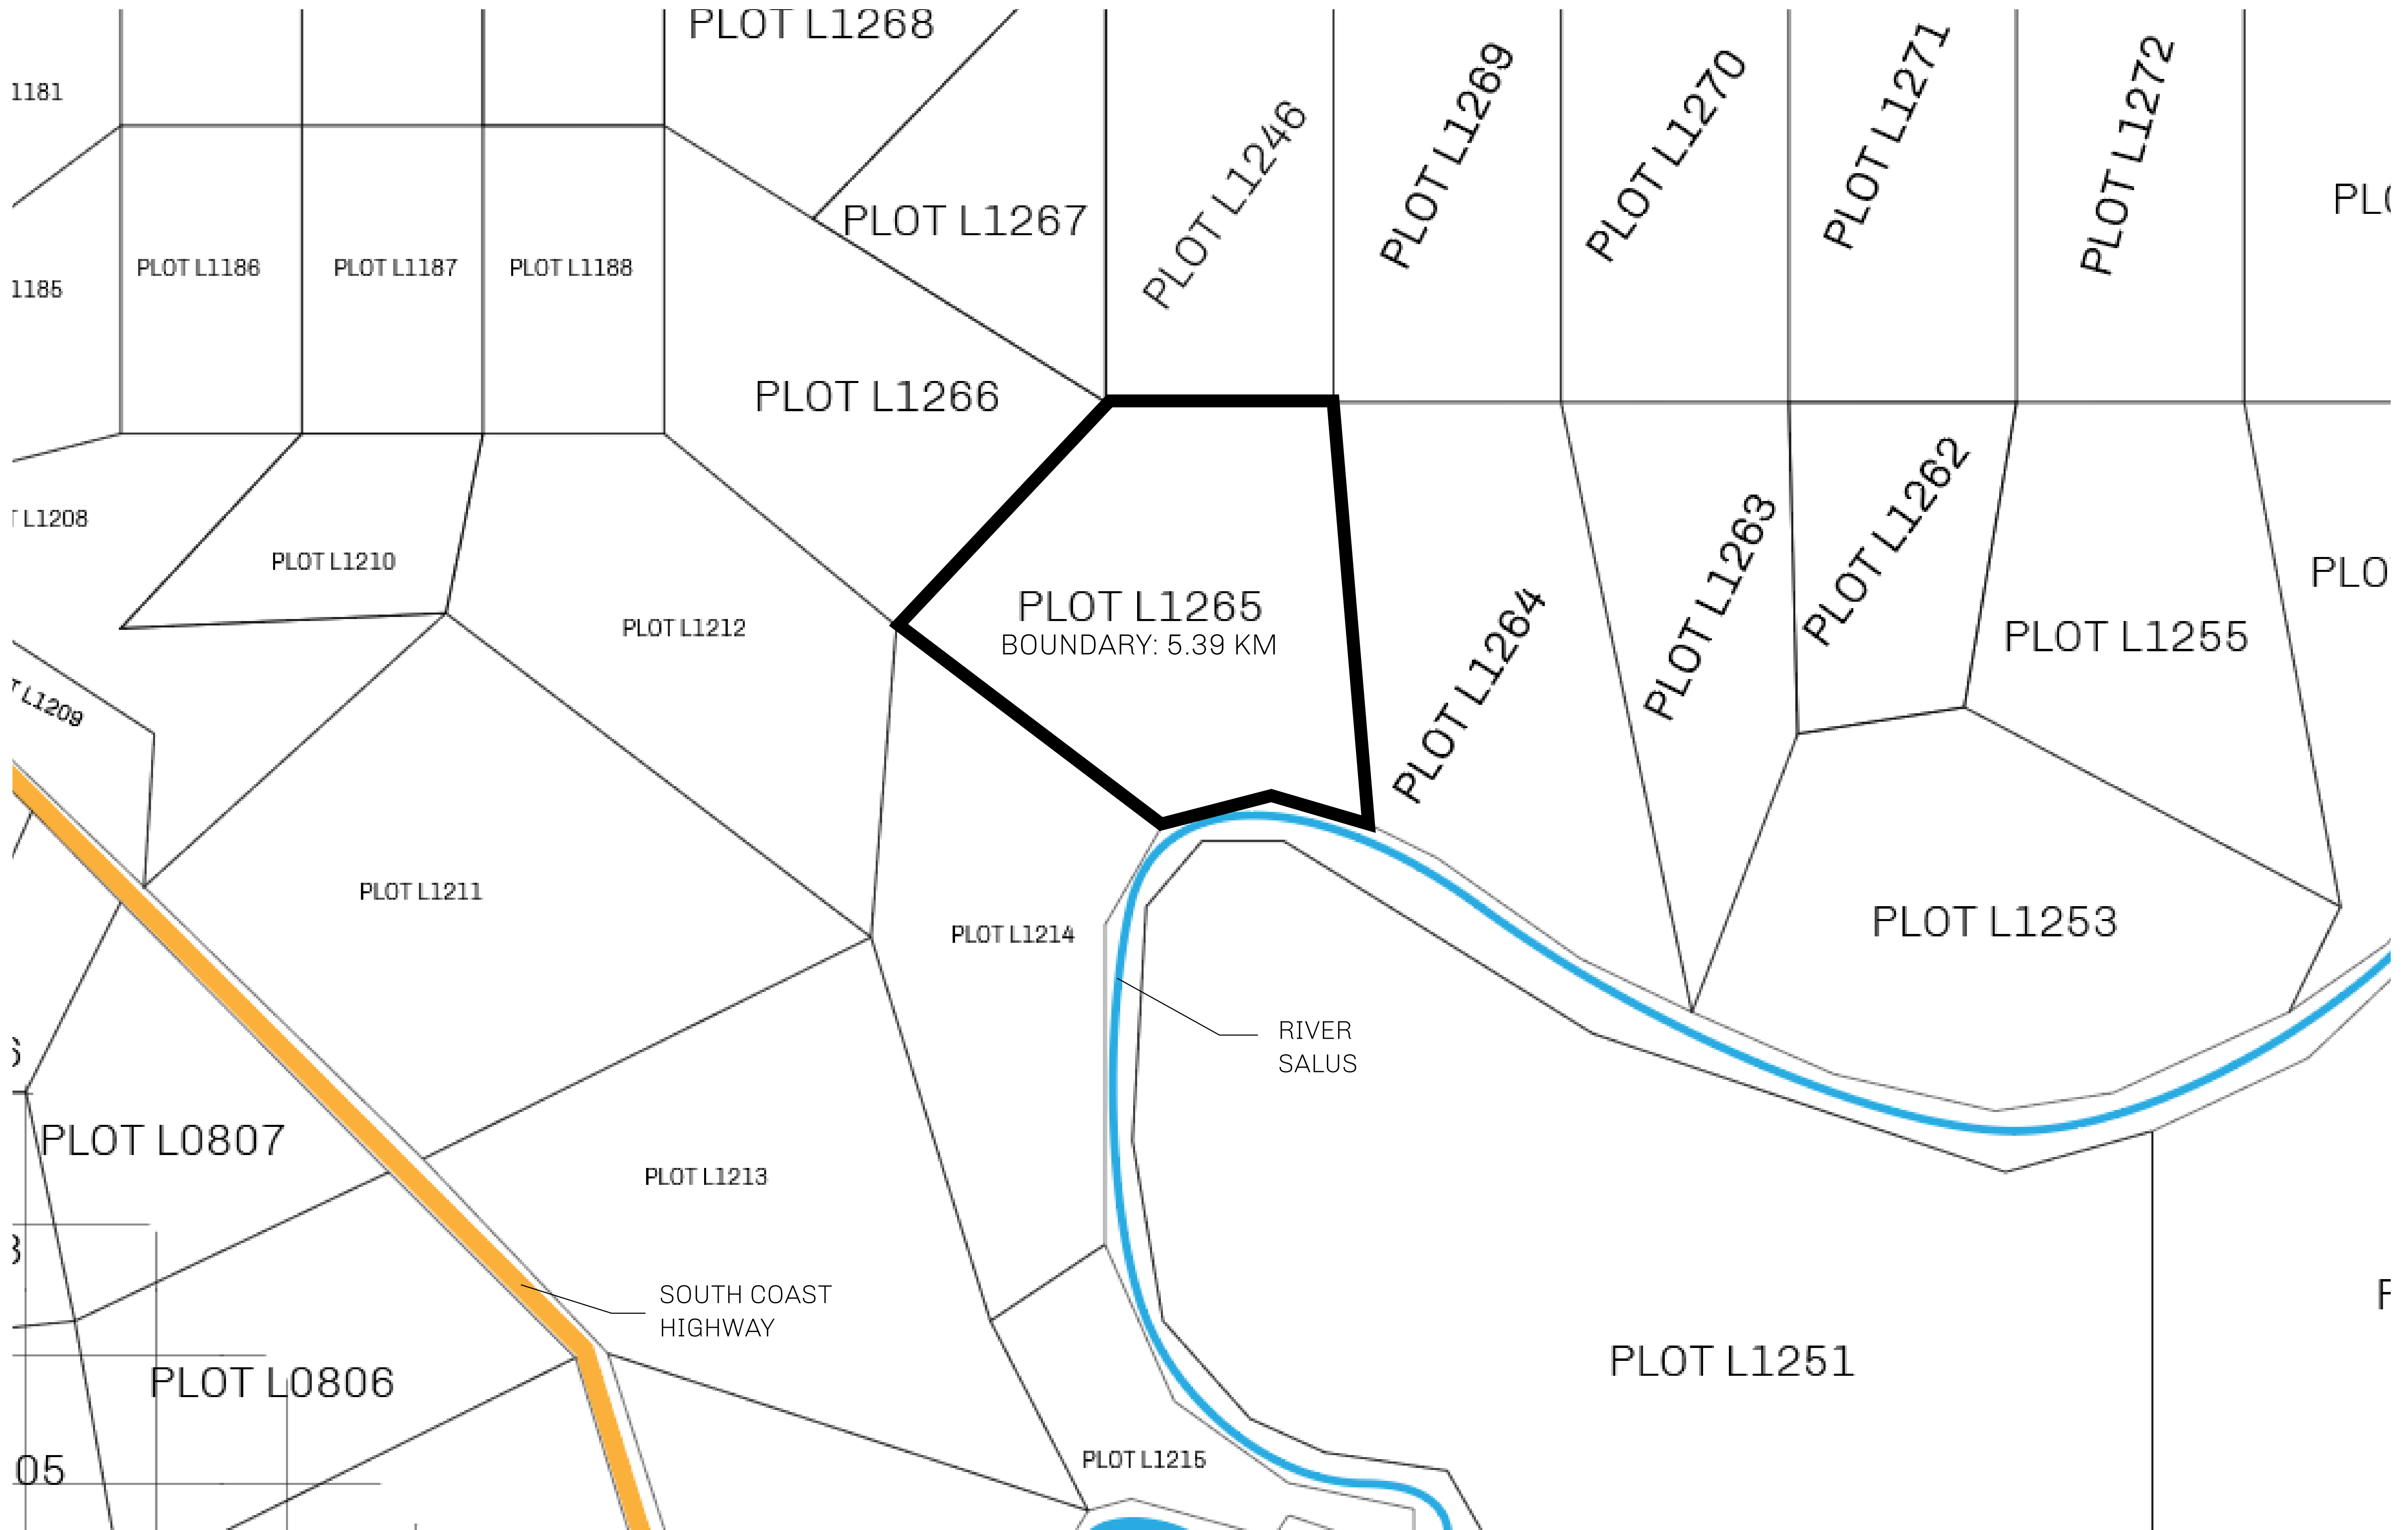 PLOT L1268
1181
PLOT L1246
PLOT L1269
PLOT L1270
PLOT L1271
PLOT L1272
PLOT L1267
PLOT L1186
PLOT L1187
PLOT L1188
1185
PLOT L1266
T L1208
PLOT L1210
PLOT L1212
PLOT L1265
BOUNDARY: 5.39 KM
PLOT L1264
PLOT L1263
PLOT L1262
PLOT L1255
PLO
T L1209
PLOT L1211
PLOT L1214
PLOT L1253
RIVER
SALUS
PLOT L0807
PLOT L1213
SOUTH COAST
HIGHWAY
PLOT L0806
PLOT L1251
05
PLOT L1215